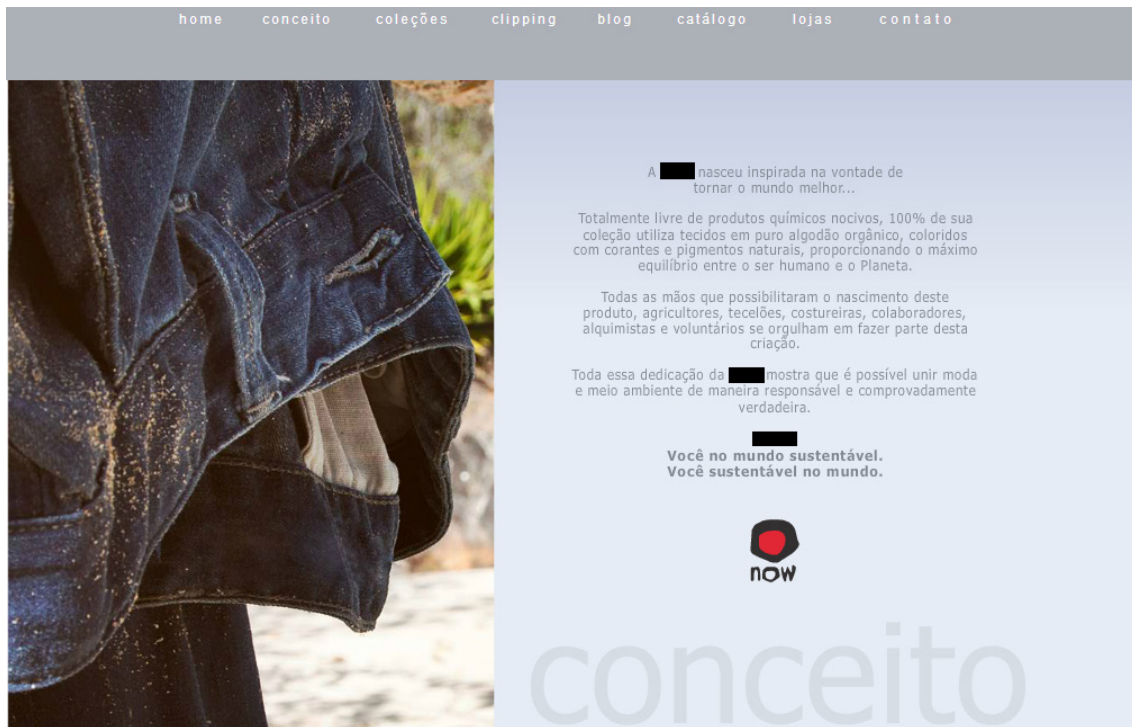 home conceito coleções clipping blog catálogo lojas contato
A nasceu inspirada na vontade de
tornar o mundo melhor...
Totalmente livre de produtos químicos nocivos, 100% de sua
coleção utiliza tecidos em puro algodão orgânico, coloridos
com corantes e pigmentos naturais, proporcionando o máximo
equilíbrio entre o ser humano e o Planeta.
Todas as mãos que possibilitaram o nascimento deste
produto, agricultores, tecelões, costureiras, colaboradores,
alquimistas e voluntários se orgulham em fazer parte desta
criação.
Toda essa dedicação da mostra que é possível unir moda
e meio ambiente de maneira responsável e comprovadamente
verdadeira.
Você no mundo sustentável.
Você sustentável no mundo.
now
conceito